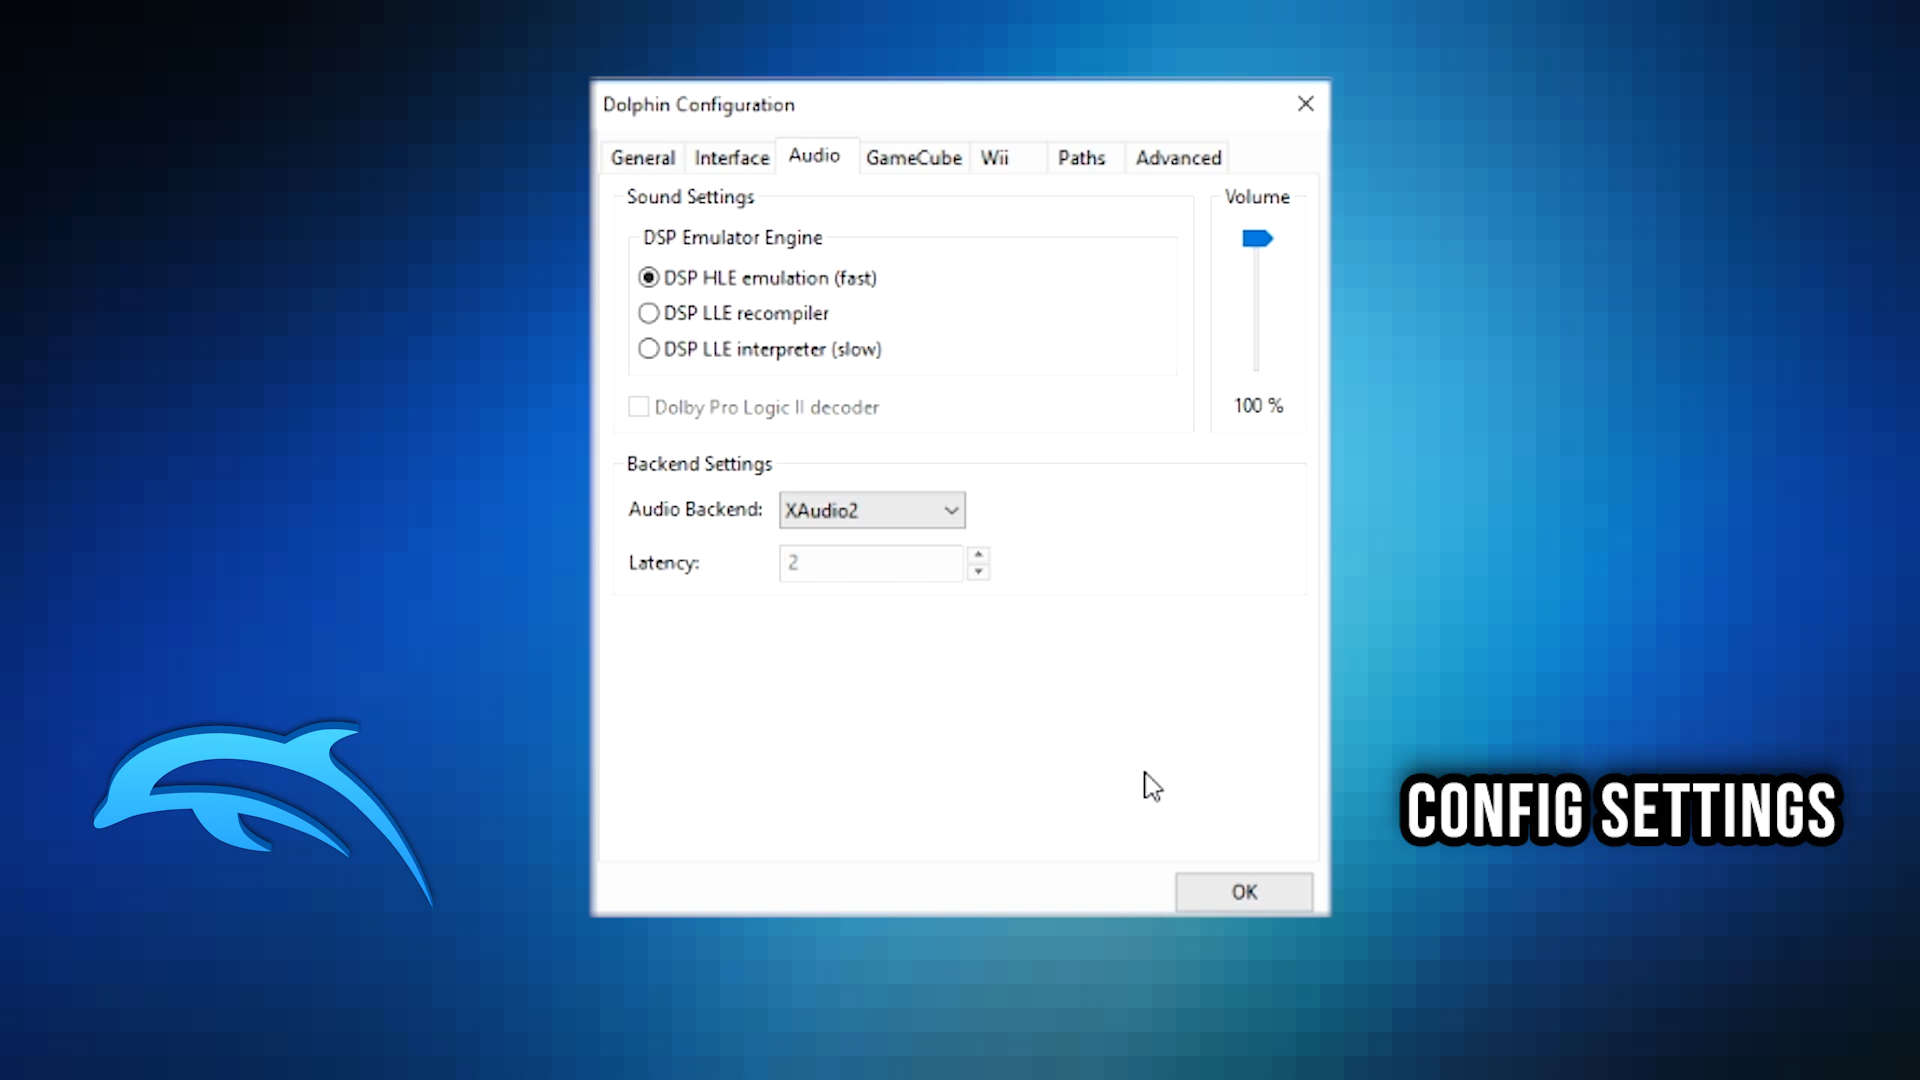 Dolphin Configuration
General Interface Audio GameCube Wii Paths Advanced
Sound Settings
Volume
DSP Emulator Engine
DSP HLE emulation (fast)
DSP LLE recompiler
DSP LLE interpreter (slow)
Dolby Pro Logic II decoder
100 %
Backend Settings
Audio Backend: XAudio2
Latency: 2
CONFIG SETTINGS
OK